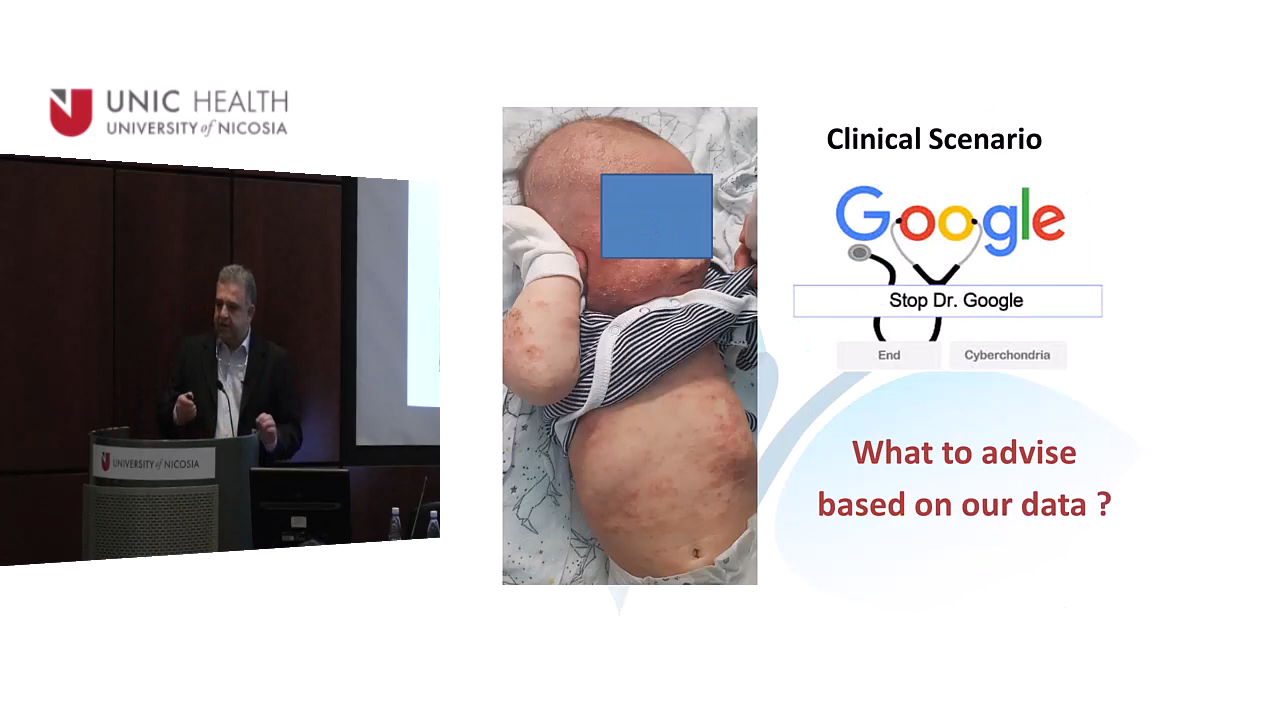 UNIC HEALTH
UNIVERSITY of NICOSIA
UNIVERSITY of NICOSIA
Clinical Scenario
Google
Stop Dr. Google
End Cyberchondria
What to advise
based on our data ?